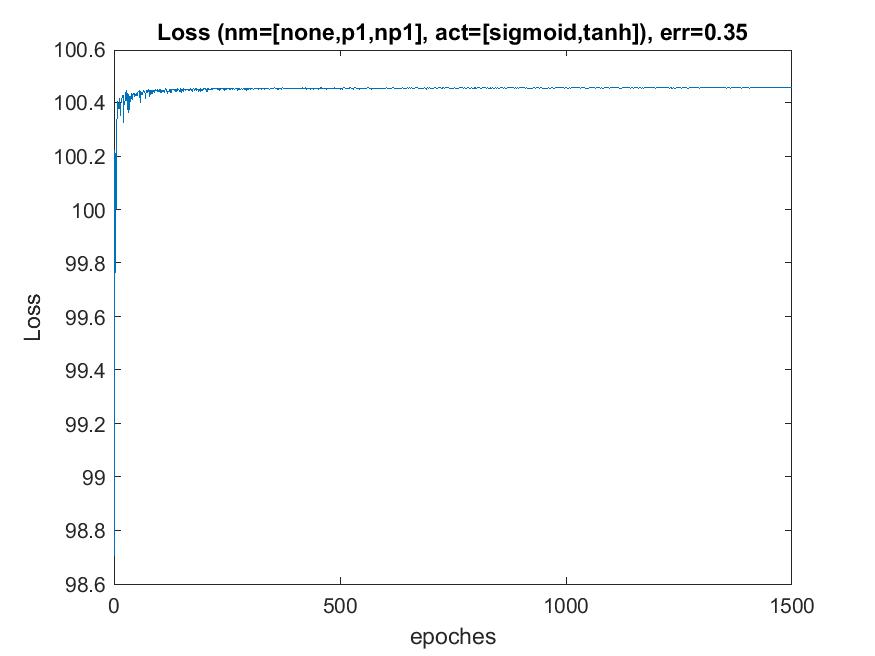 Loss (nm=[none,p1,np1], act=[sigmoid,tanh]), err=0.35
100.6
100.4
100.2
100
99.8
99.6
99.4
99.2
99
98.8
98.6
Loss
0 500 1000 1500
epoches